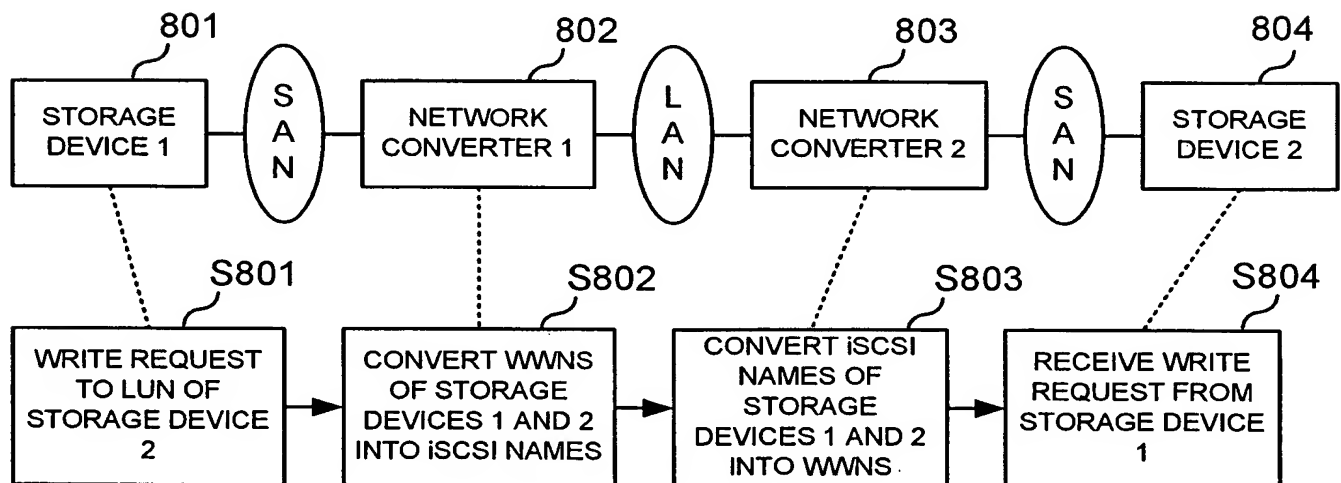 801
802
803
804
STORAGE
DEVICE 1
S
A
N
NETWORK
CONVERTER 1
L
A
N
NETWORK
CONVERTER 2
S
A
N
STORAGE
DEVICE 2
S801
S802
S803
S804
WRITE REQUEST
TO LUN OF
STORAGE DEVICE
2
CONVERT WWNS
OF STORAGE
DEVICES 1 AND 2
INTO iSCSI NAMES
CONVERT iSCSI
NAMES OF
STORAGE
DEVICES 1 AND 2
INTO WWNS
RECEIVE WRITE
REQUEST FROM
STORAGE DEVICE
1